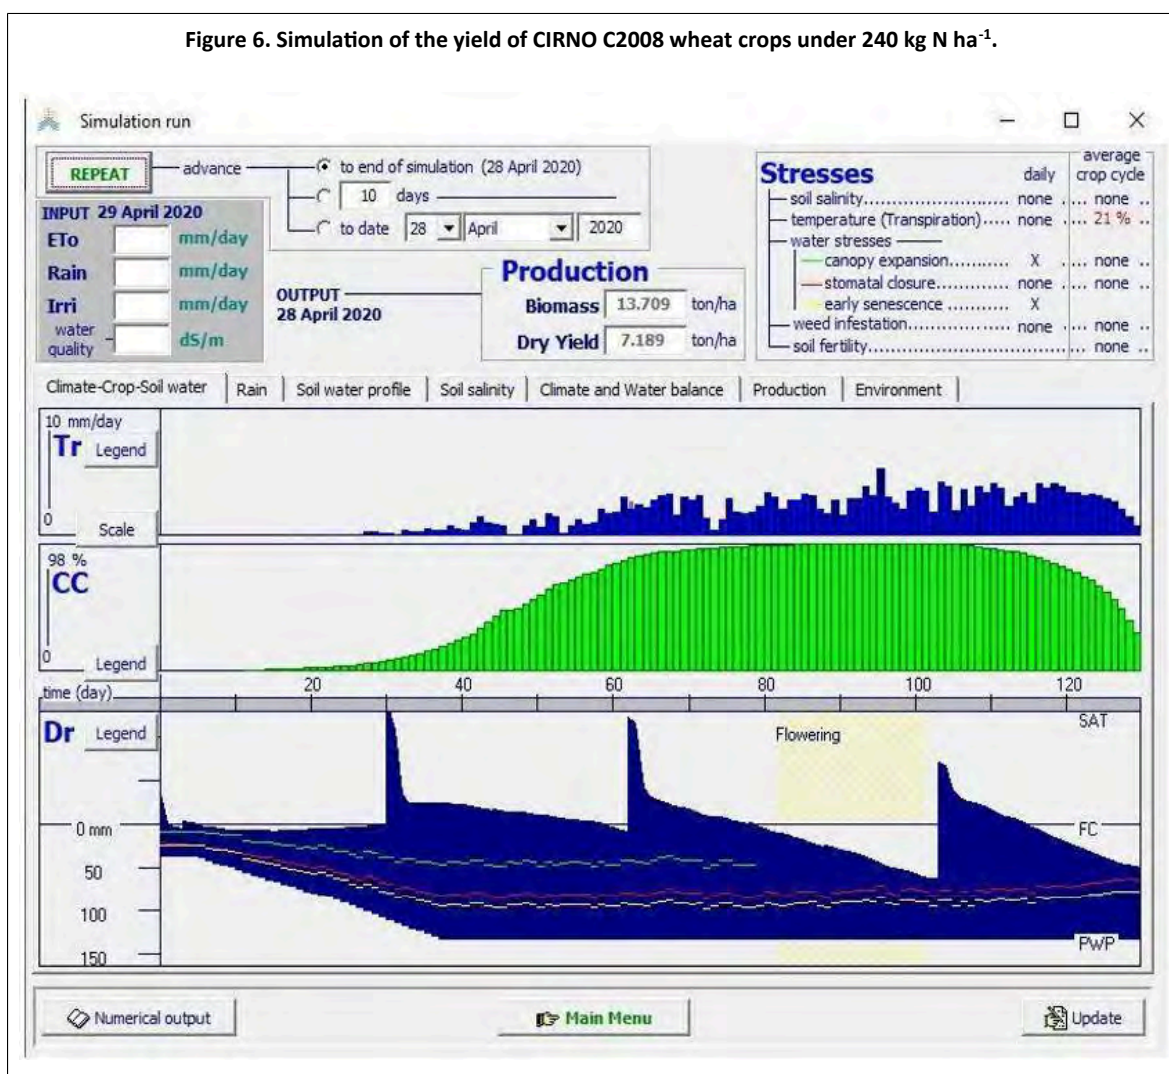 Figure 6. Simulation of the yield of CIRNO C2008 wheat crops under 240 kg N ha-1.
Simulation run
REPEAT
advance
to end of simulation (28 April 2020)
10 days
to date 28 April 2020
INPUT 29 April 2020
ETo mm/day
Rain mm/day
Irri mm/day
water quality dS/m
OUTPUT
28 April 2020
Production
Biomass 13.709 ton/ha
Dry Yield 7.189 ton/ha
Stresses
daily
average
crop cycle
soil salinity none none
temperature (Transpiration) none 21 %
water stresses
canopy expansion X none
stomatal closure none none
early senescence X
weed infestation none none
soil fertility none
Climate-Crop-Soil water Rain Soil water profile Soil salinity Climate and Water balance Production Environment
10 mm/day
Tr Legend
0
Scale
98 %
CC
0 Legend
time (day) 20 40 60 80 100 120
Dr Legend
Flowering
SAT
0 mm
FC
50
100
150
PWP
Numerical output
Main Menu
Update